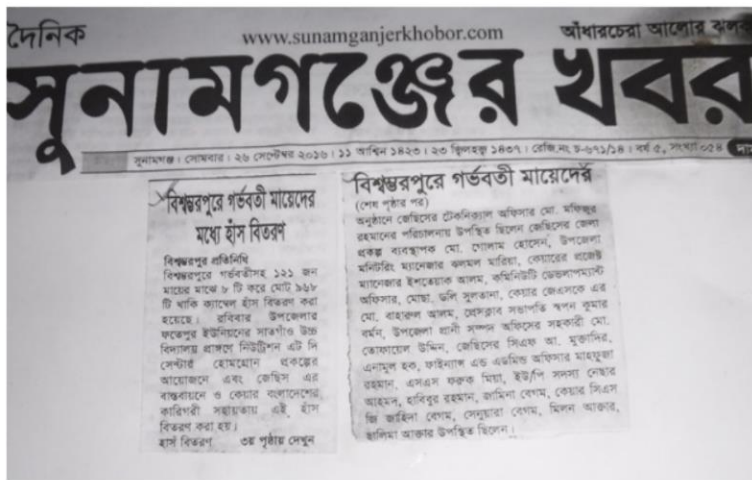 দৈনিক
www.sunamganjerkhobor.com
আঁধারচেরা আলোর ঝলক
সুনামগঞ্জের খবর
সুনামগঞ্জ । সোমবার । ২৬ সেপ্টেম্বর ২০১৬ । ১১ আশ্বিন ১৪২৩ । ২৩ জ্বিলহজ্ব ১৪৩৭ । রেজি.নং চ-৬৭১/১৪ । বর্ষ ৫, সংখ্যা ০৫৪
বিশ্বম্ভরপুরে গর্ভবতী মায়েদের
মধ্যে হাঁস বিতরণ
বিশ্বম্ভরপুর প্রতিনিধি
বিশ্বম্ভরপুরে গর্ভবতীসহ ১২১ জন
মায়ের মাঝে ৮ টি করে মোট ৯৬৮
টি খাকি ক্যাম্বেল হাঁস বিতরণ করা
হয়েছে। রবিবার উপজেলার
ফতেপুর ইউনিয়নের সাতগাঁও উচ্চ
বিদ্যালয় প্রাঙ্গণে নিউট্রিশন এট দি
সেন্টার হোমগ্রোন প্রকল্পের
আয়োজনে এবং জেছিস এর
বাস্তবায়নে ও কেয়ার বাংলাদেশের
কারিগরী সহায়তায় এই হাঁস
বিতরণ করা হয়।
হাঁস বিতরণ ৩য় পৃষ্ঠায় দেখুন
বিশ্বম্ভরপুরে গর্ভবতী মায়েদের
(শেষ পৃষ্ঠার পর)
অনুষ্ঠানে জেছিসের টেকনিক্যাল অফিসার মো. মফিজুর
রহমানের পরিচালনায় উপস্থিত ছিলেন জেছিসের জেলা
প্রকল্প ব্যবস্থাপক মো. গোলাম হোসেন, উপজেলা
মনিটরিং ম্যানেজার ঝলমল মারিয়া, কেয়ারের প্রজেক্ট
ম্যানেজার ইশতেয়াক আলম, কমিনিউটি ডেভলাপম্যান্ট
অফিসার, মোছা. ডলি সুলতানা, কেয়ার জেএসকে এর
মো. বাহারুল আলম, প্রেসক্লাব সভাপতি স্বপন কুমার
বর্মন, উপজেলা প্রানী সম্পদ অফিসের সহকারী মো.
তোফায়েল উদ্দিন, জেছিসের সিএফ আ. মুক্তাদির,
এনামুল হক, ফাইন্যান্স এন্ড এডমিন্ড অফিসার মাহফুজা
রহমান, এসএস ফরুক মিয়া, ইউ/পি সদস্য নেছার
আহমদ, হাবিবুর রহমান, জামিনা বেগম, কেয়ার সিএস
জি জাহিনা বেগম, সেনুয়ারা বেগম, মিলন আক্তার,
হালিমা আক্তার উপস্থিত ছিলেন।